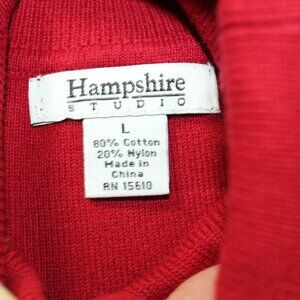 Hampshire
STUDIO
L
80% Cotton
20% Nylon
Made in
China
RN 15610